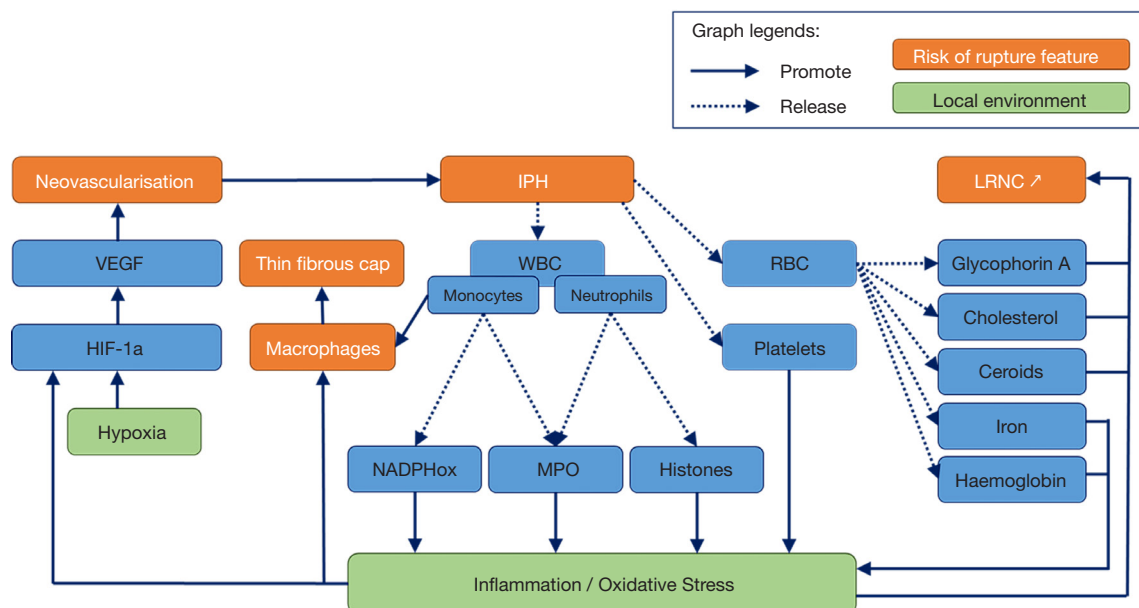 Graph legends:
Promote
Release
Risk of rupture feature
Local environment
Neovascularisation
IPH
LRNC ↗
VEGF
Thin fibrous cap
WBC
Monocytes
Neutrophils
RBC
Glycophorin A
Cholesterol
HIF-1a
Macrophages
Platelets
Ceroids
Hypoxia
Iron
NADPHox
MPO
Histones
Haemoglobin
Inflammation / Oxidative Stress